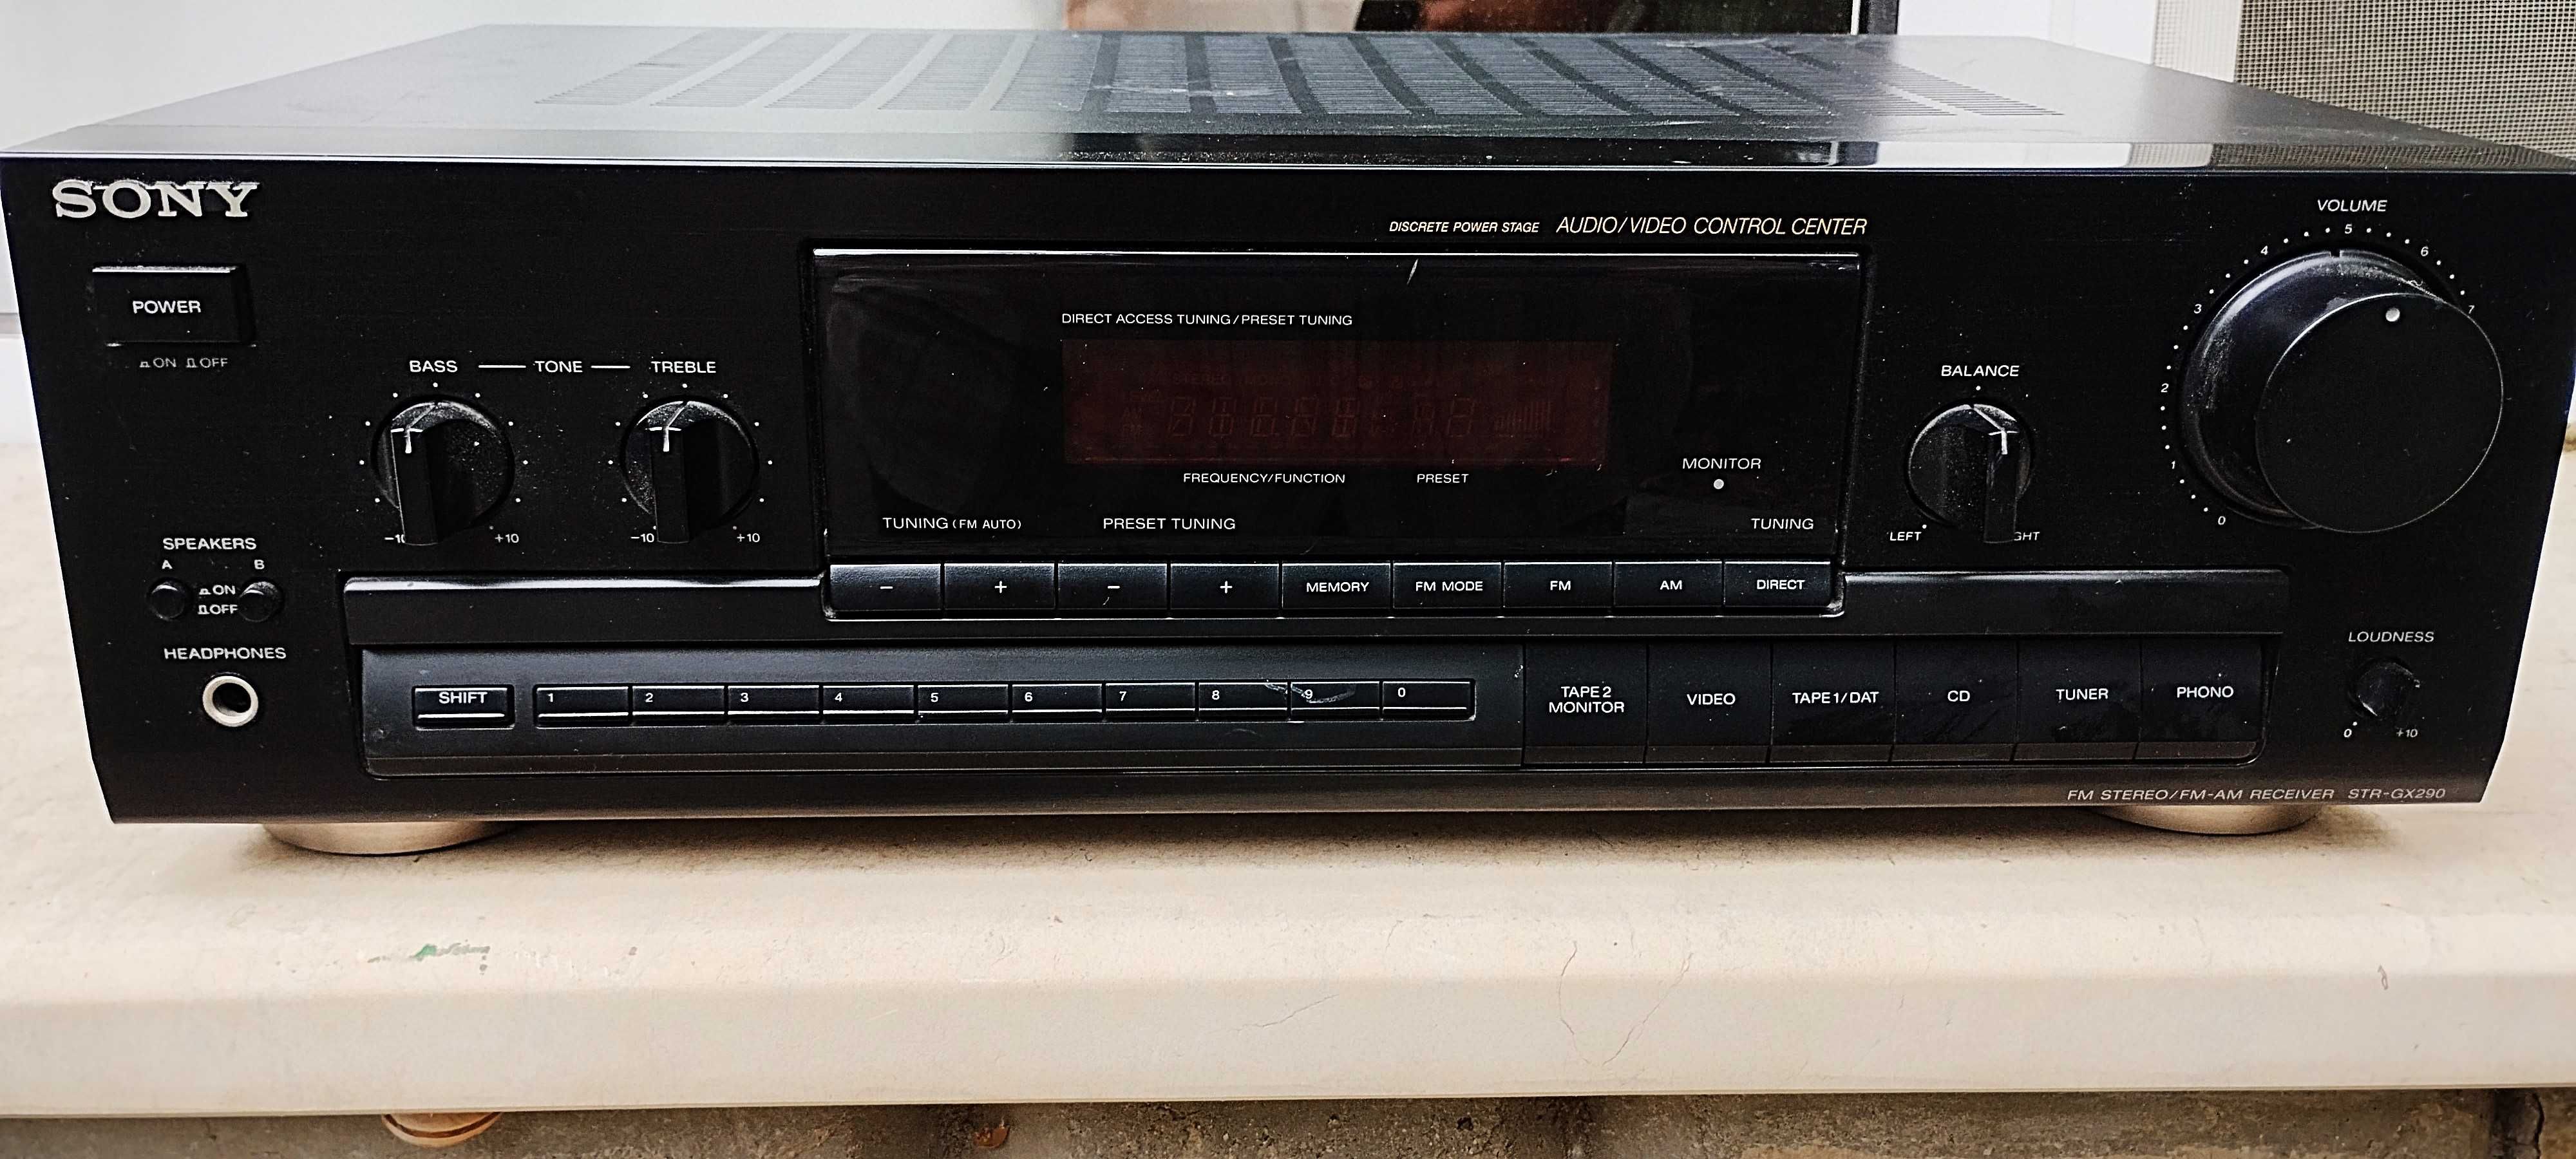 SONY
DISCRETE POWER STAGE AUDIO/VIDEO CONTROL CENTER
VOLUME
0 1 2 3 4 5 6 7
POWER
ON OFF
BASS TONE TREBLE
-10 +10
-10 +10
DIRECT ACCESS TUNING/PRESET TUNING
STEREO
FREQUENCY/FUNCTION PRESET
MONITOR
TUNING (FM AUTO) PRESET TUNING TUNING
BALANCE
LEFT GHT
SPEAKERS
A B
ON
OFF
HEADPHONES
− + − + MEMORY FM MODE FM AM DIRECT
SHIFT 1 2 3 4 5 6 7 8 9 0
TAPE 2
MONITOR
VIDEO TAPE 1/DAT CD TUNER PHONO
LOUDNESS
0 +10
FM STEREO/FM-AM RECEIVER STR-GX290